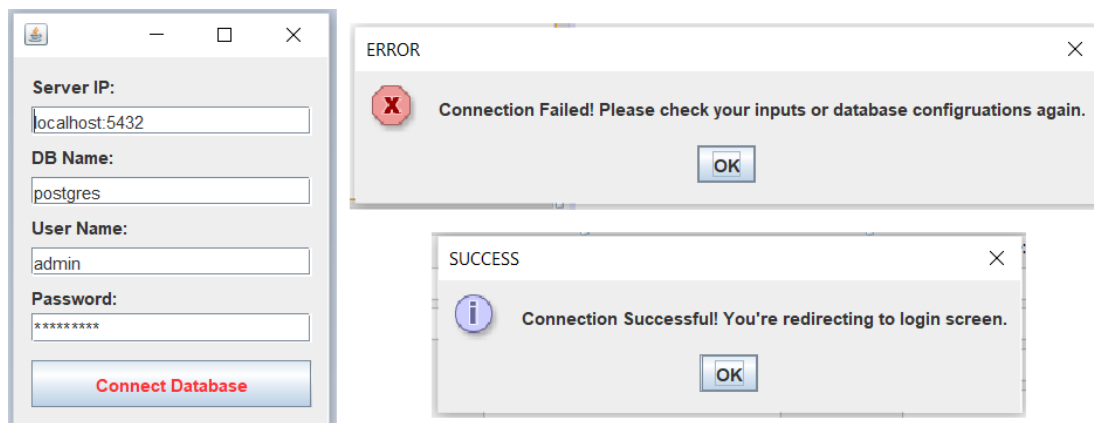 Server IP:
localhost:5432
DB Name:
postgres
User Name:
admin
Password:
*********
Connect Database
ERROR
Connection Failed! Please check your inputs or database configruations again.
OK
SUCCESS
Connection Successful! You're redirecting to login screen.
OK